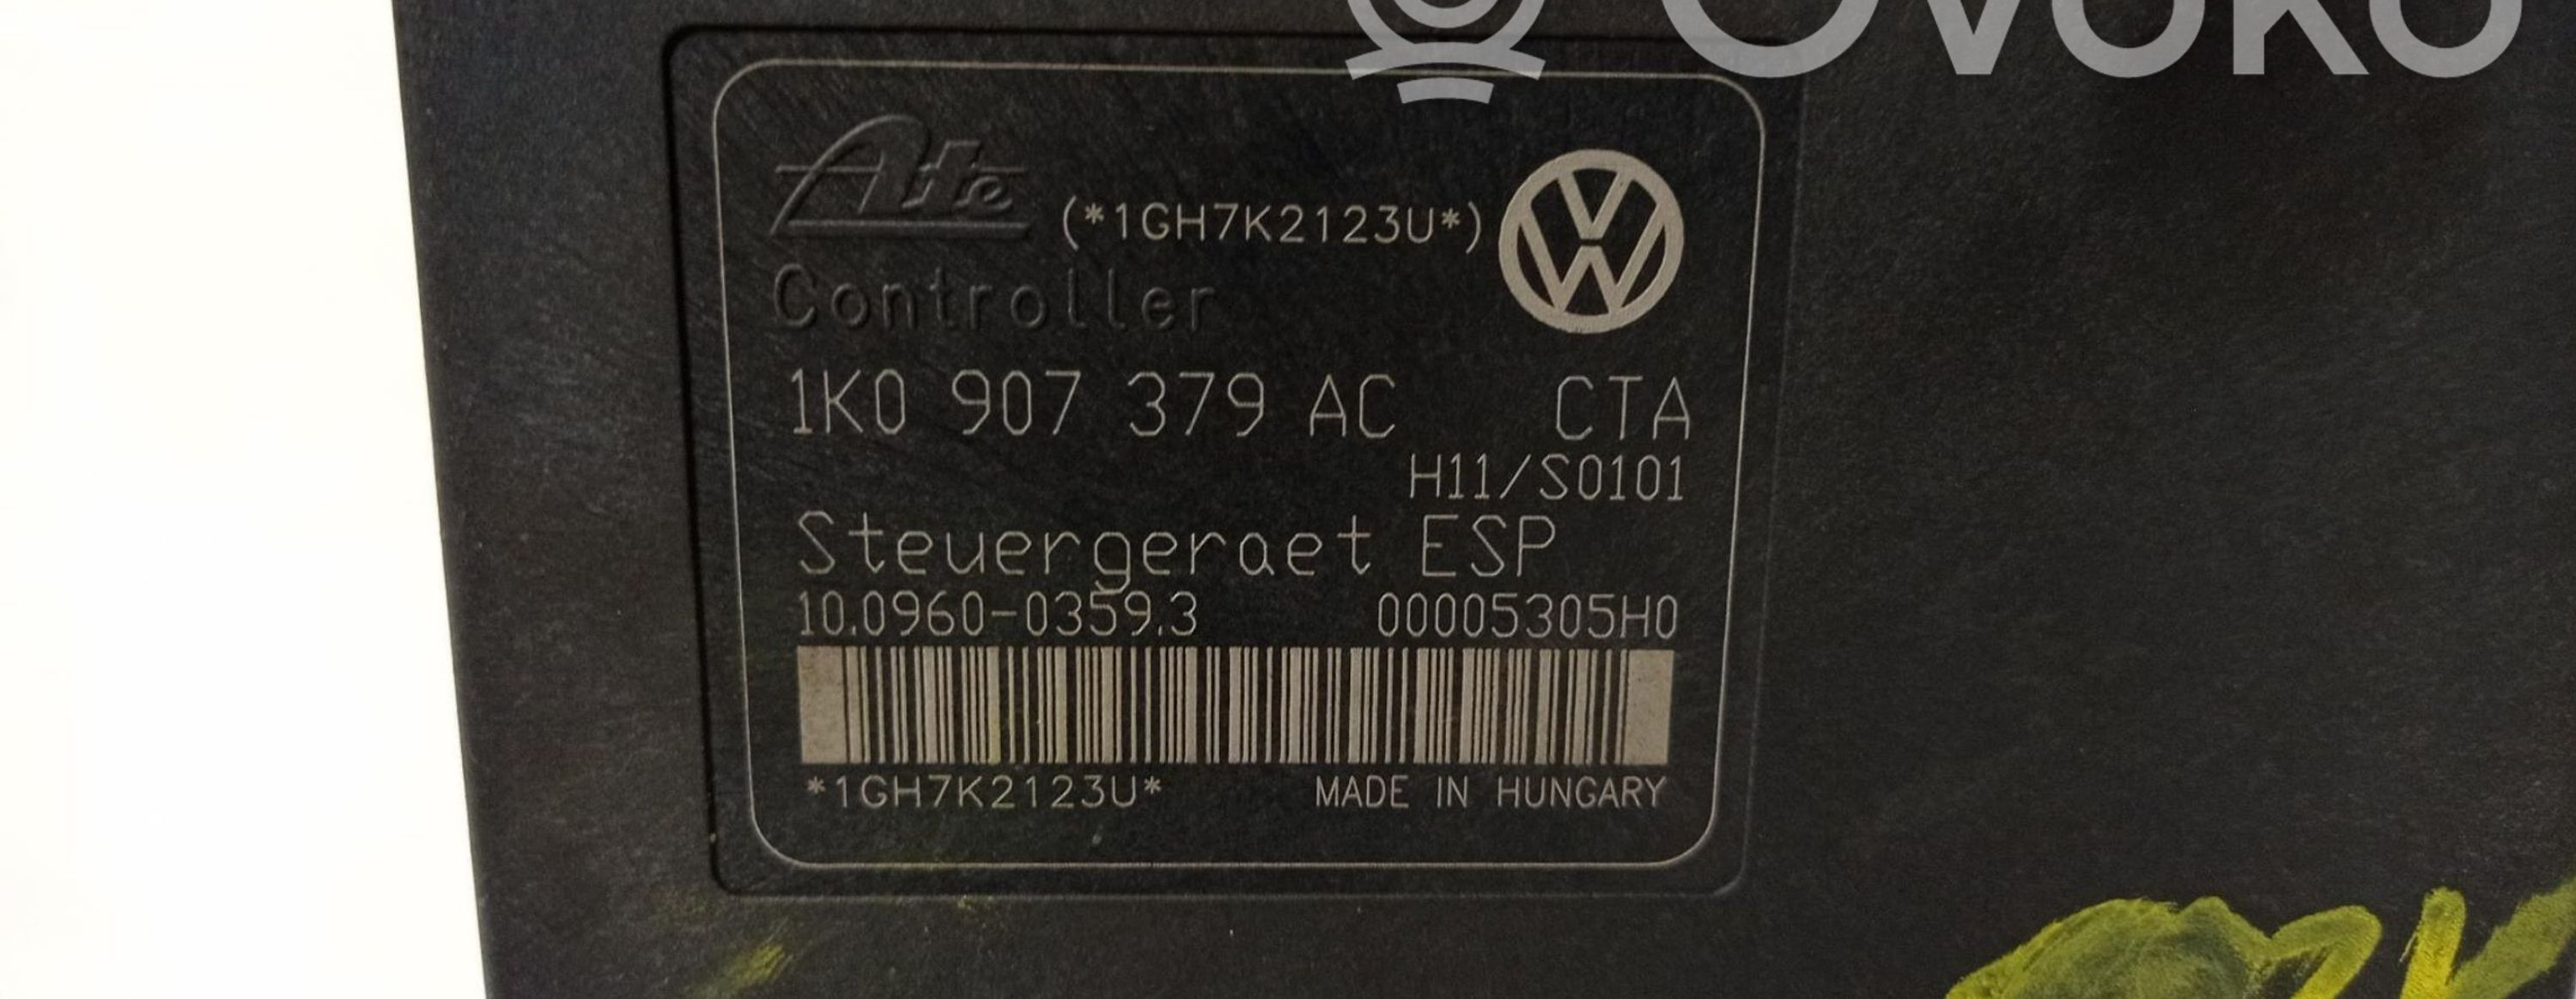 OVOKO
Ate
(*1GH7K2123U*)
Controller
1K0 907 379 AC CTA
H11/S0101
Steuergeraet ESP
10.0960-0359.3 00005305H0
*1GH7K2123U* MADE IN HUNGARY